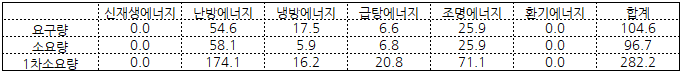 신재생에너지 난방에너지 냉방에너지 급탕에너지 조명에너지 환기에너지 합계
요구량 0.0 54.6 17.5 6.6 25.9 0.0 104.6
소요량 0.0 58.1 5.9 6.8 25.9 0.0 96.7
1차소요량 0.0 174.1 16.2 20.8 71.1 0.0 282.2